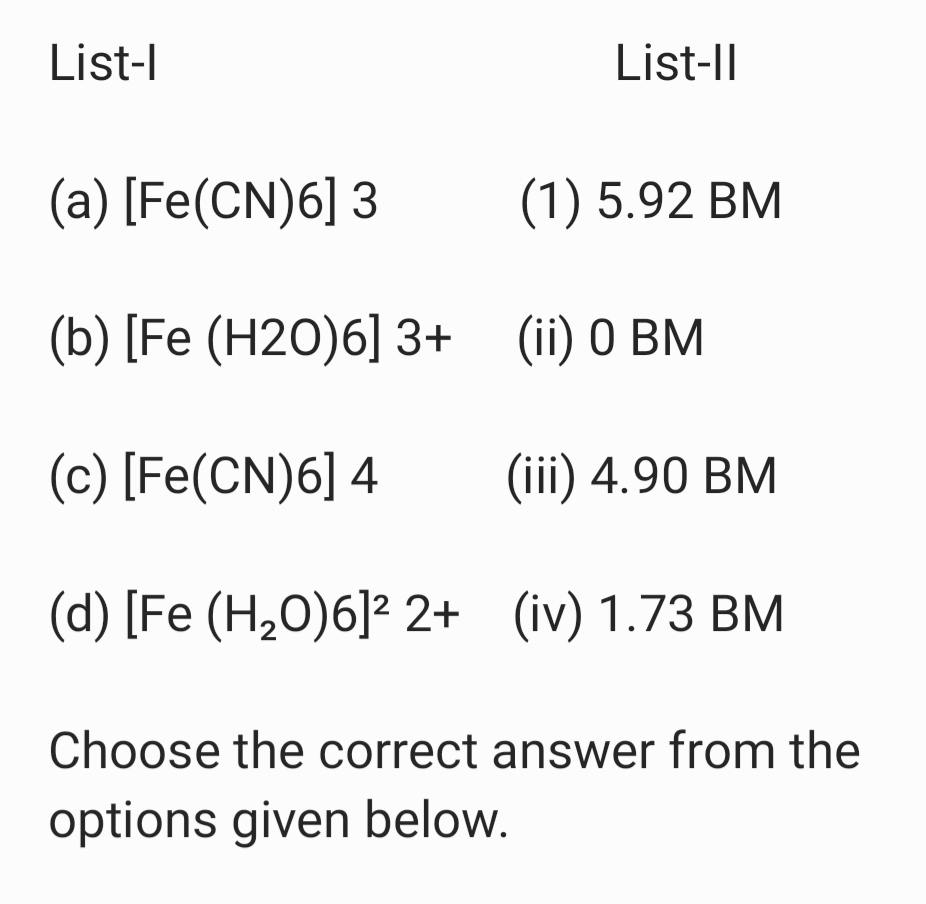 List-I List-II
(a) [Fe(CN)6] 3 (1) 5.92 BM
(b) [Fe (H2O)6] 3+ (ii) 0 BM
(c) [Fe(CN)6] 4 (iii) 4.90 BM
(d) [Fe (H₂O)6]² 2+ (iv) 1.73 BM
Choose the correct answer from the
options given below.